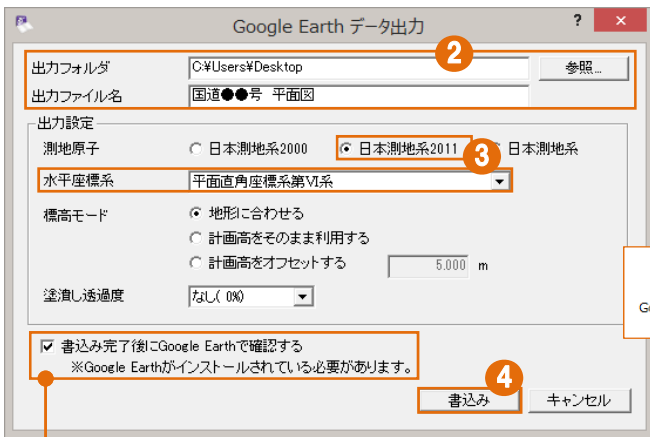 Google Earth データ出力 ? ×
2
出力フォルダ C:¥Users¥Desktop 参照...
出力ファイル名 国道●●号 平面図
出力設定
測地原子 日本測地系2000 日本測地系2011 3 日本測地系
水平座標系 平面直角座標系第Ⅵ系
標高モード 地形に合わせる
計画高をそのまま利用する
計画高をオフセットする 5.000 m
塗潰し透過度 なし( 0%)
書込み完了後にGoogle Earthで確認する
※Google Earthがインストールされている必要があります。
4
書込み キャンセル